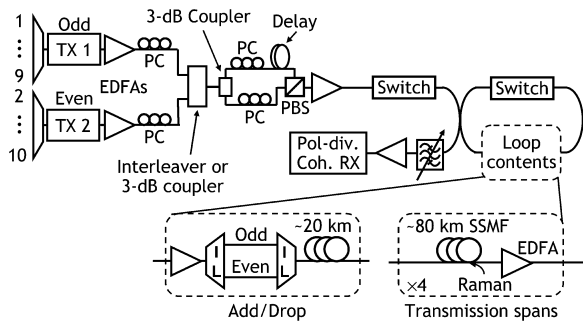 3-dB Coupler
1
Odd
Delay
TX 1
PC
9
2
EDFAs
Even
PC
PBS
Switch
Switch
TX 2
PC
10
Interleaver or
3-dB coupler
Pol-div.
Coh. RX
Loop
contents
~20 km
Odd
Even
IL
IL
Add/Drop
~80 km SSMF
EDFA
Raman
×4
Transmission spans